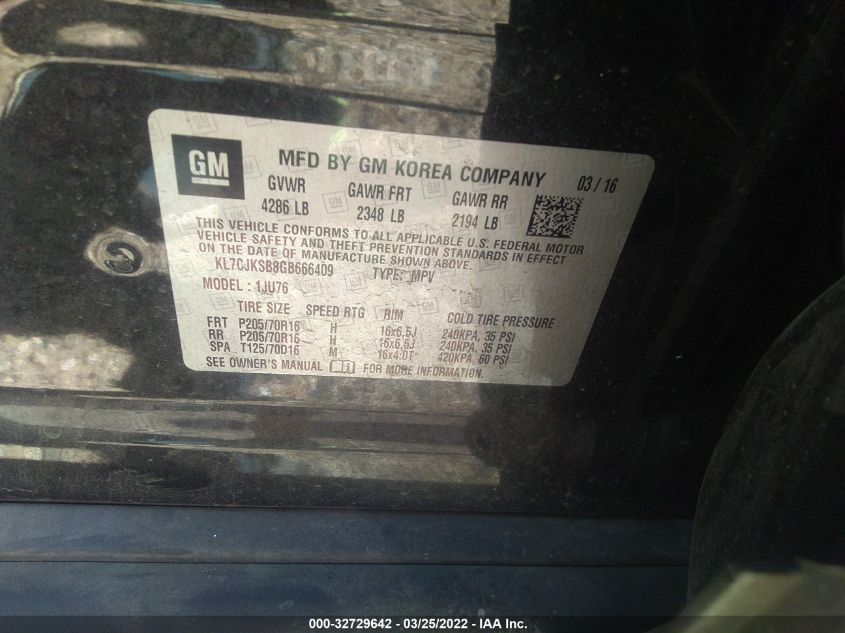 GM
MFD BY GM KOREA COMPANY 03 / 16
GVWR GAWR FRT GAWR RR
4286 LB 2348 LB 2194 LB
THIS VEHICLE CONFORMS TO ALL APPLICABLE U.S. FEDERAL MOTOR
VEHICLE SAFETY AND THEFT PREVENTION STANDARDS IN EFFECT
ON THE DATE OF MANUFACTURE SHOWN ABOVE.
KL7CJKSB8GB666409 TYPE: MPV
MODEL : 1JU76
TIRE SIZE SPEED RTG RIM COLD TIRE PRESSURE
FRT P205/70R16 H 16x6.5J 240KPA, 35 PSI
RR P205/70R16 H 16x6.5J 240KPA, 35 PSI
SPA T125/70D16 M 16x4.0T 420KPA, 60 PSI
SEE OWNER'S MANUAL FOR MORE INFORMATION.
000-32729642 / 03/25/2022 - IAA Inc.